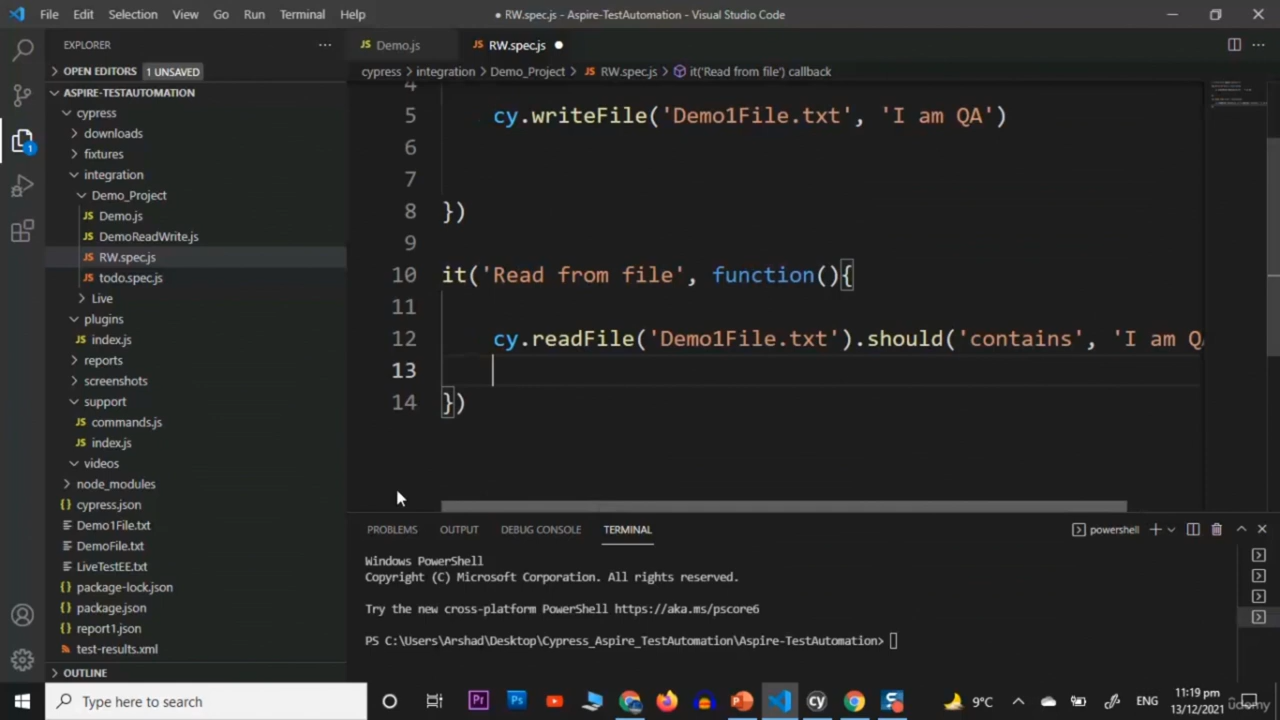 File Edit Selection View Go Run Terminal Help ● RW.spec.js - Aspire-TestAutomation - Visual Studio Code
EXPLORER ··· JS Demo.js JS RW.spec.js ●
OPEN EDITORS 1 UNSAVED
cypress > integration > Demo_Project > JS RW.spec.js > it('Read from file') callback
ASPIRE-TESTAUTOMATION
cypress
downloads
fixtures
integration
Demo_Project
JS Demo.js
JS DemoReadWrite.js
JS RW.spec.js
JS todo.spec.js
Live
plugins
JS index.js
reports
screenshots
support
JS commands.js
JS index.js
videos
node_modules
{} cypress.json
Demo1File.txt
DemoFile.txt
LiveTestEE.txt
{} package-lock.json
{} package.json
{} report1.json
test-results.xml
OUTLINE
4
5 cy.writeFile('Demo1File.txt', 'I am QA')
6
7
8 })
9
10 it('Read from file', function(){
11
12 cy.readFile('Demo1File.txt').should('contains', 'I am QA
13
14 })
PROBLEMS OUTPUT DEBUG CONSOLE TERMINAL powershell
Windows PowerShell
Copyright (C) Microsoft Corporation. All rights reserved.
Try the new cross-platform PowerShell https://aka.ms/pscore6
PS C:\Users\Arshad\Desktop\Cypress_Aspire_TestAutomation\Aspire-TestAutomation>
1
Type here to search
Pr Ps cy S
9°C ENG
11:19 pm
13/12/2021
Udemy